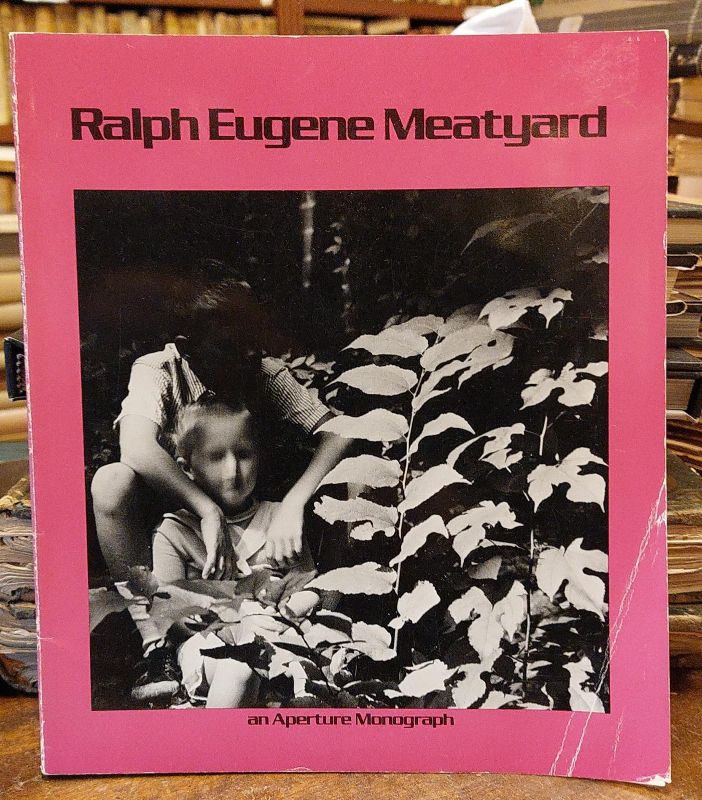 Ralph Eugene Meatyard
an Aperture Monograph